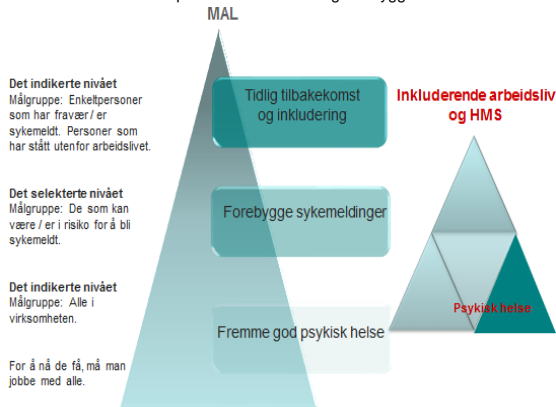 MAL
Det indikerte nivået
Målgruppe: Enkeltpersoner
som har fravær / er
sykemeldt. Personer som
har stått utenfor arbeidslivet.
Tidlig tilbakekomst
og inkludering
Inkluderende arbeidsliv
og HMS
Det selekterte nivået
Målgruppe: De som kan
være / er i risiko for å bli
sykemeldt.
Forebygge sykemeldinger
Det indikerte nivået
Målgruppe: Alle i
virksomheten.
Psykisk helse
Fremme god psykisk helse
For å nå de få, må man
jobbe med alle.